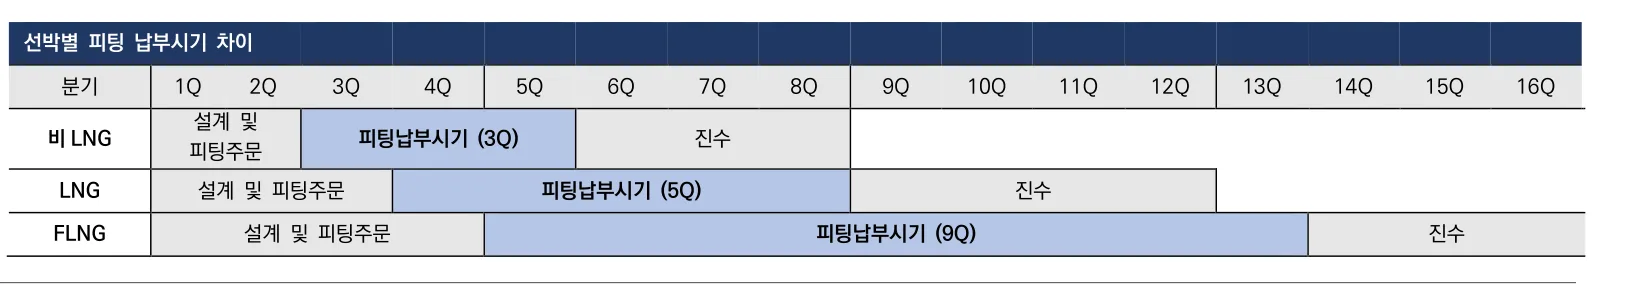 선박별 피팅 납부시기 차이
분기 1Q 2Q 3Q 4Q 5Q 6Q 7Q 8Q 9Q 10Q 11Q 12Q 13Q 14Q 15Q 16Q
비 LNG 설계 및 피팅주문 피팅납부시기 (3Q) 진수
LNG 설계 및 피팅주문 피팅납부시기 (5Q) 진수
FLNG 설계 및 피팅주문 피팅납부시기 (9Q) 진수